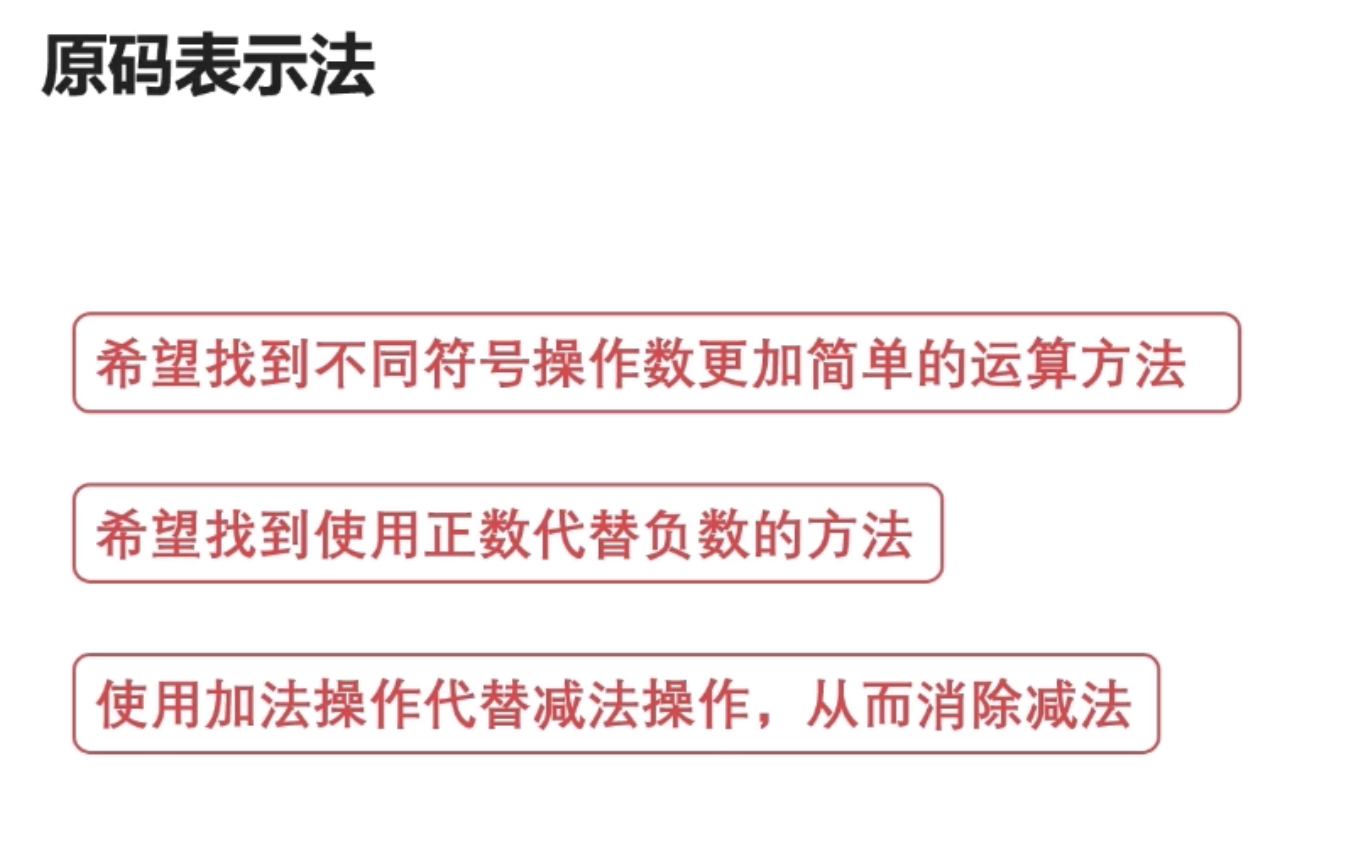 原码表示法
希望找到不同符号操作数更加简单的运算方法
希望找到使用正数代替负数的方法
使用加法操作代替减法操作，从而消除减法